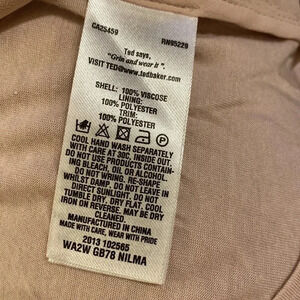 CA25459 RN95229
Ted says,
"Grin and wear it".
VISIT TED@www.tedbaker.com
SHELL: 100% VISCOSE
LINING:
100% POLYESTER
TRIM:
100% POLYESTER
COOL HAND WASH SEPARATELY
WITH CARE AT 30C, INSIDE OUT.
DO NOT USE PRODUCTS CONTAIN-
ING BLEACH, OIL OR ALCOHOL.
DO NOT WRING. RE-SHAPE
WHILST DAMP. DO NOT LEAVE IN
DIRECT SUNLIGHT. DO NOT
TUMBLE DRY. DRY FLAT. COOL
IRON ON REVERSE. MAY BE DRY
CLEANED.
MANUFACTURED IN CHINA
MADE WITH CARE, WEAR WITH PRIDE
2013 102565
WA2W GB78 NILMA